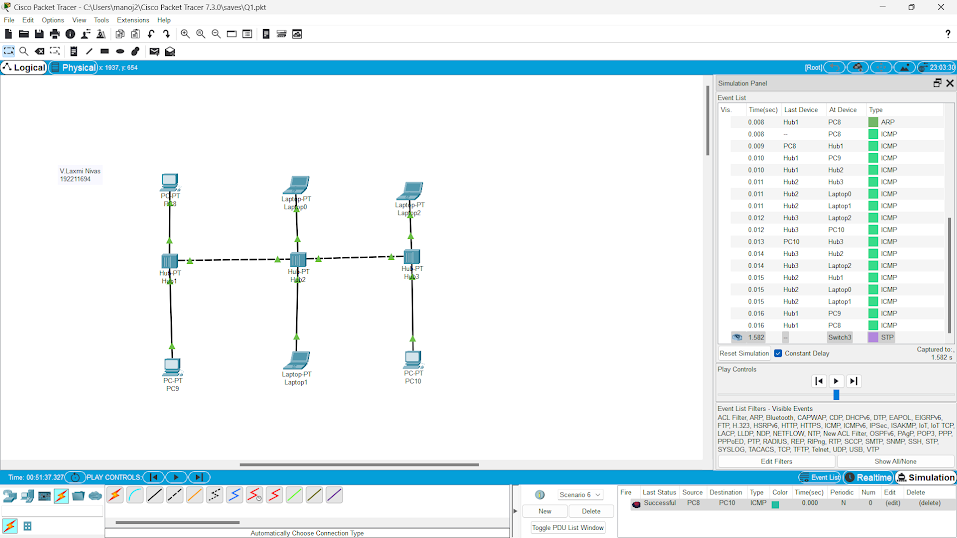 Cisco Packet Tracer - C:\Users\manoj2\Cisco Packet Tracer 7.3.0\saves\Q1.pkt
File Edit Options View Tools Extensions Help
Logical Physical x: 1937, y: 654 [Root] 23:03:30
V.Laxmi Nivas
192211694
PC-PT
PC8
Laptop-PT
Laptop0
Laptop-PT
Laptop2
Hub-PT
Hub1
Hub-PT
Hub2
Hub-PT
Hub3
PC-PT
PC9
Laptop-PT
Laptop1
PC-PT
PC10
Simulation Panel
Event List
Vis. Time(sec) Last Device At Device Type
0.008 Hub1 PC8 ARP
0.008 -- PC8 ICMP
0.009 PC8 Hub1 ICMP
0.010 Hub1 PC9 ICMP
0.010 Hub1 Hub2 ICMP
0.011 Hub2 Hub3 ICMP
0.011 Hub2 Laptop0 ICMP
0.011 Hub2 Laptop1 ICMP
0.012 Hub3 Laptop2 ICMP
0.012 Hub3 PC10 ICMP
0.013 PC10 Hub3 ICMP
0.014 Hub3 Hub2 ICMP
0.014 Hub3 Laptop2 ICMP
0.015 Hub2 Hub1 ICMP
0.015 Hub2 Laptop0 ICMP
0.015 Hub2 Laptop1 ICMP
0.016 Hub1 PC9 ICMP
0.016 Hub1 PC8 ICMP
1.582 -- Switch3 STP
Reset Simulation Constant Delay Captured to:
1.582 s
Play Controls
Event List Filters - Visible Events
ACL Filter, ARP, Bluetooth, CAPWAP, CDP, DHCPv6, DTP, EAPOL, EIGRPv6,
FTP, H.323, HSRPv6, HTTP, HTTPS, ICMP, ICMPv6, IPSec, ISAKMP, IoT, IoT TCP,
LACP, LLDP, NDP, NETFLOW, NTP, New ACL Filter, OSPFv6, PAgP, POP3, PPP,
PPPoED, PTP, RADIUS, REP, RIPng, RTP, SCCP, SMTP, SNMP, SSH, STP,
SYSLOG, TACACS, TCP, TFTP, Telnet, UDP, USB, VTP
Edit Filters Show All/None
Time: 00:51:37.327 PLAY CONTROLS: Event List Realtime Simulation
Scenario 6
New Delete
Toggle PDU List Window
Fire Last Status Source Destination Type Color Time(sec) Periodic Num Edit Delete
Successful PC8 PC10 ICMP 0.000 N 0 (edit) (delete)
Automatically Choose Connection Type